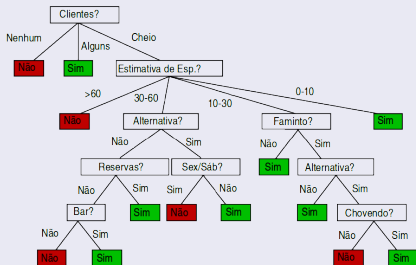 Clientes?
Nenhum Alguns Cheio
Não Sim Estimativa de Esp.?
>60 30-60 10-30 0-10
Não Alternativa? Faminto? Sim
Não Sim Não Sim
Reservas? Sex/Sáb? Sim Alternativa?
Não Sim Sim Não Não Sim
Bar? Sim Não Sim Sim Chovendo?
Não Sim Não Sim
Não Sim Não Sim